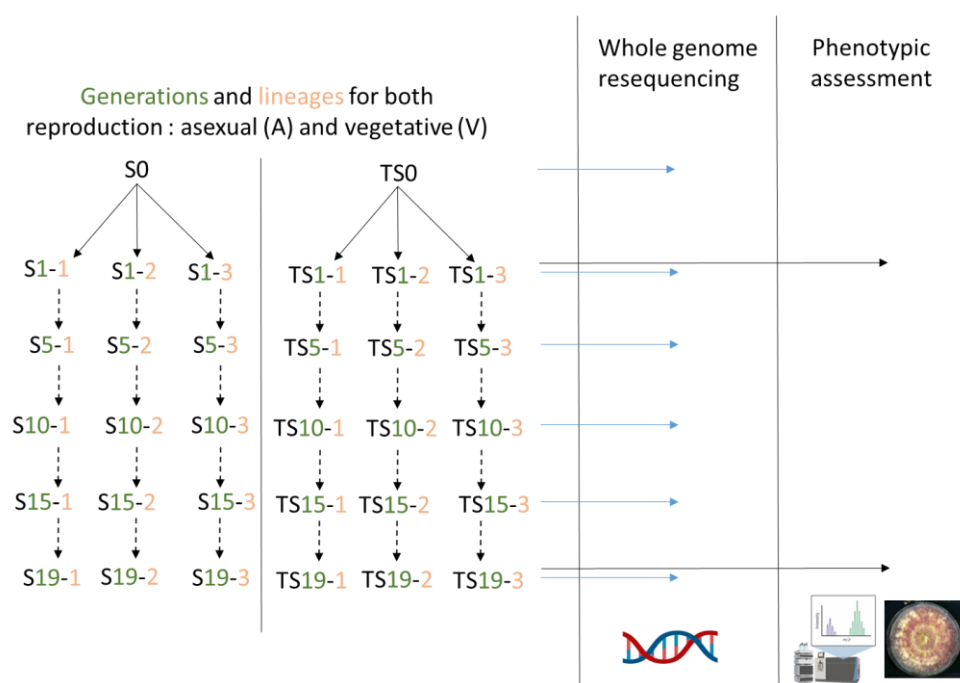 Whole genome
resequencing
Phenotypic
assessment
Generations and lineages for both
reproduction : asexual (A) and vegetative (V)
S0 TS0
S1-1 S1-2 S1-3 TS1-1 TS1-2 TS1-3
S5-1 S5-2 S5-3 TS5-1 TS5-2 TS5-3
S10-1 S10-2 S10-3 TS10-1 TS10-2 TS10-3
S15-1 S15-2 S15-3 TS15-1 TS15-2 TS15-3
S19-1 S19-2 S19-3 TS19-1 TS19-2 TS19-3